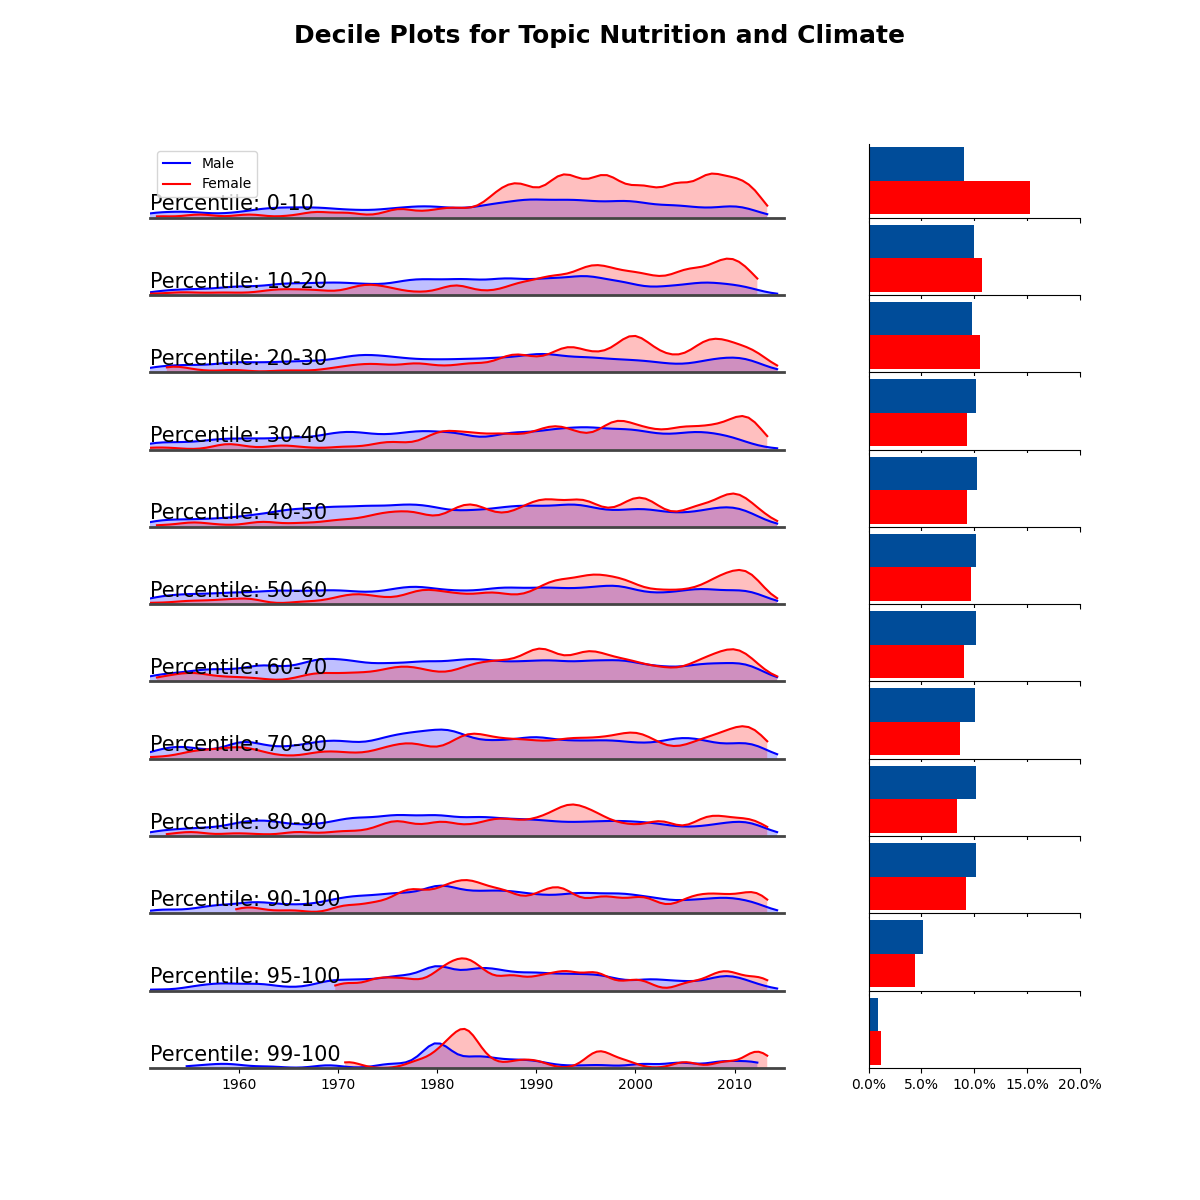 Decile Plots for Topic Nutrition and Climate
Male
Female
Percentile: 0-10
Percentile: 10-20
Percentile: 20-30
Percentile: 30-40
Percentile: 40-50
Percentile: 50-60
Percentile: 60-70
Percentile: 70-80
Percentile: 80-90
Percentile: 90-100
Percentile: 95-100
Percentile: 99-100
1960 1970 1980 1990 2000 2010
0.0% 5.0% 10.0% 15.0% 20.0%